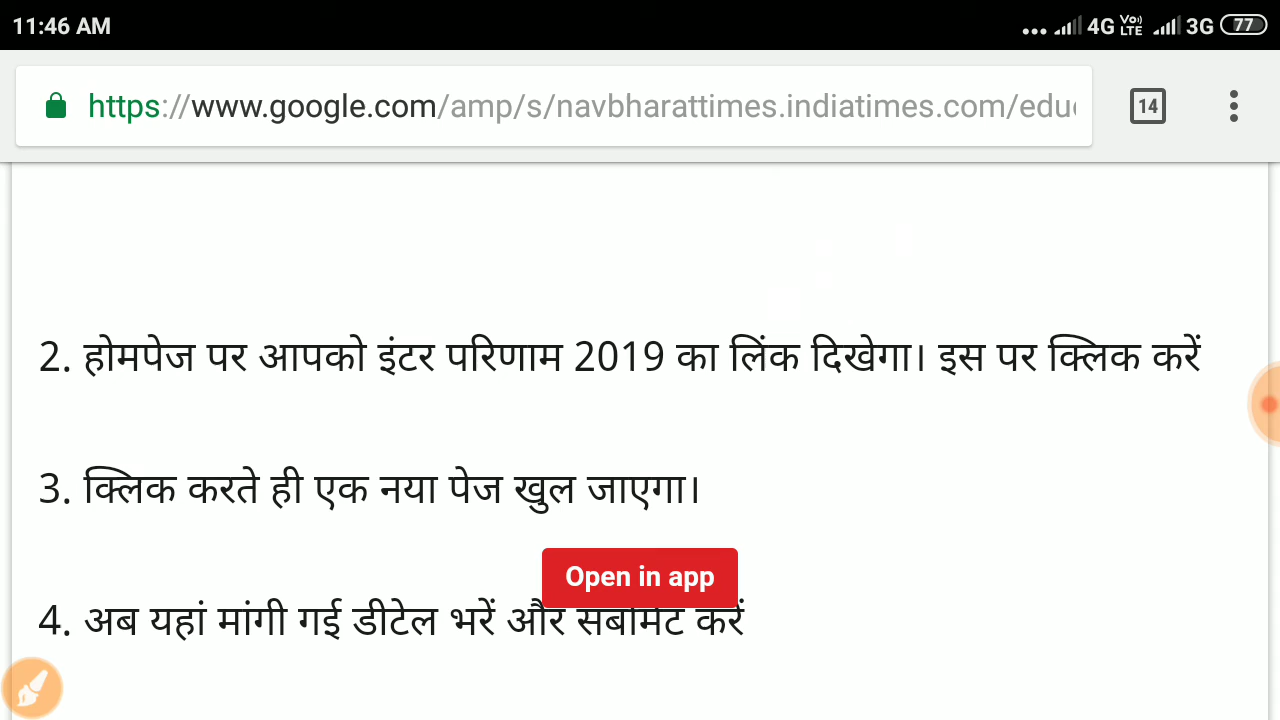 11:46 AM
4G Vo) LTE 3G 77
https://www.google.com/amp/s/navbharattimes.indiatimes.com/edu
14
2. होमपेज पर आपको इंटर परिणाम 2019 का लिंक दिखेगा। इस पर क्लिक करें
3. क्लिक करते ही एक नया पेज खुल जाएगा।
Open in app
4. अब यहां मांगी गई डीटेल भरें और सबमिट करें